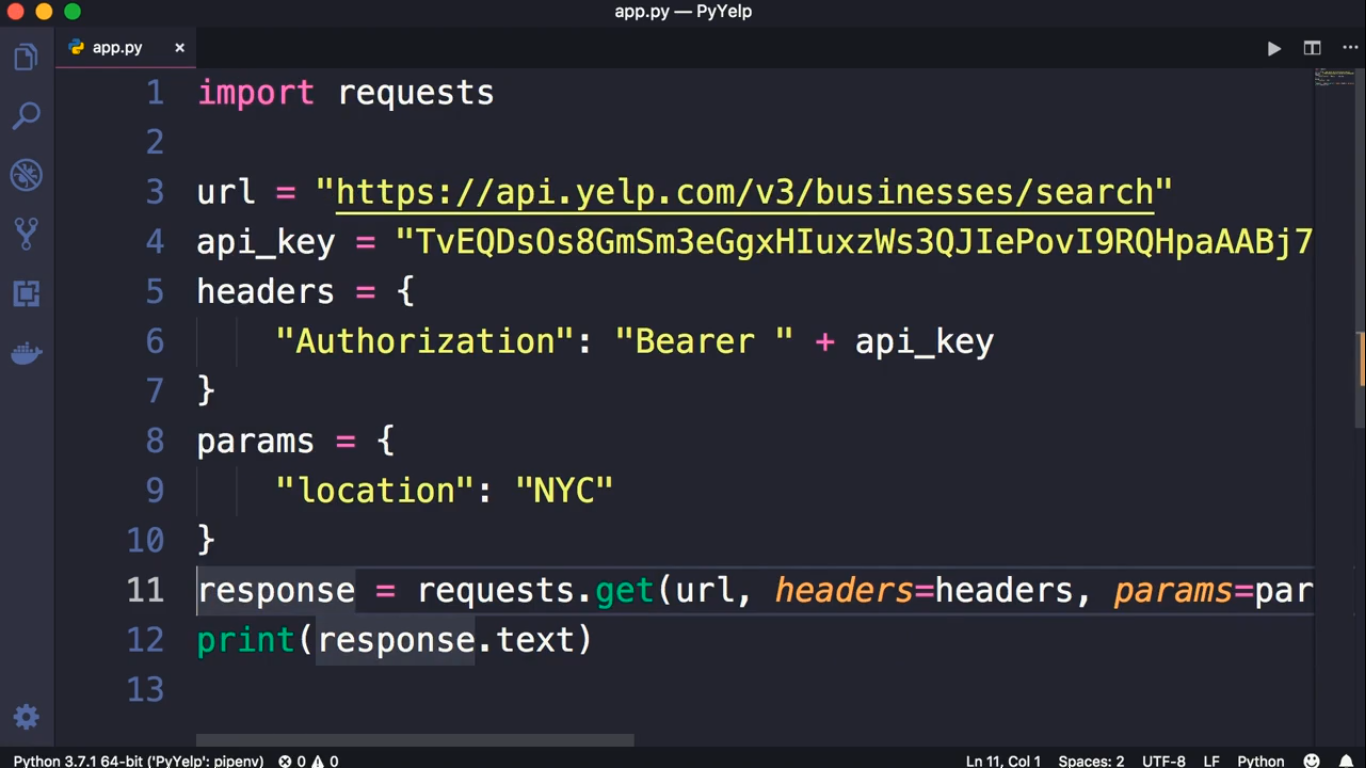 app.py — PyYelp
app.py ×
1 import requests
2
3 url = "https://api.yelp.com/v3/businesses/search"
4 api_key = "TvEQDsOs8GmSm3eGgxHIuxzWs3QJIePovI9RQHpaAABj7
5 headers = {
6 "Authorization": "Bearer " + api_key
7 }
8 params = {
9 "location": "NYC"
10 }
11 response = requests.get(url, headers=headers, params=par
12 print(response.text)
13
Python 3.7.1 64-bit ('PyYelp': pipenv) 0 0 Ln 11, Col 1 Spaces: 2 UTF-8 LF Python